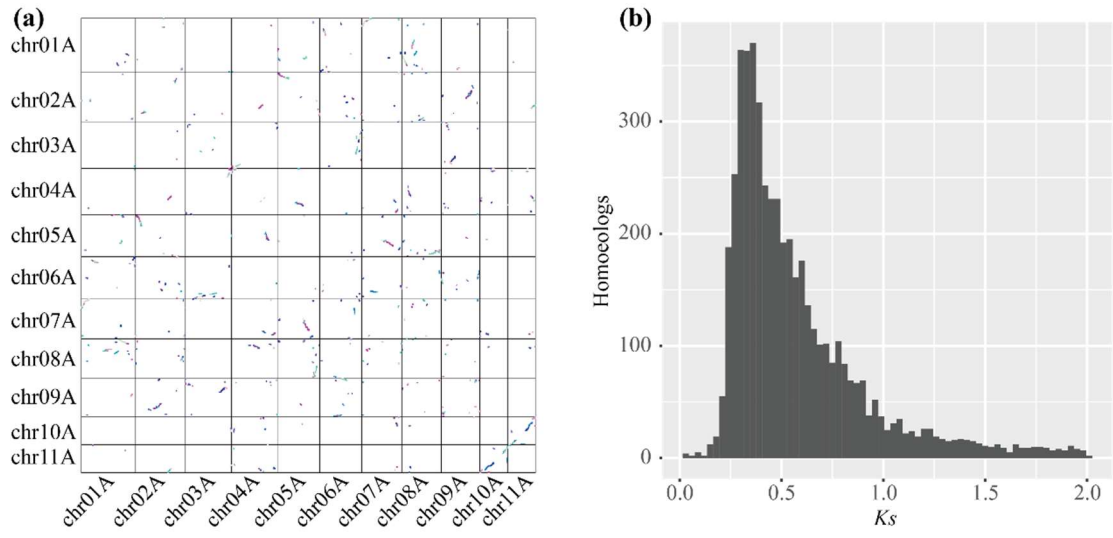 (a)
chr01A
chr02A
chr03A
chr04A
chr05A
chr06A
chr07A
chr08A
chr09A
chr10A
chr11A
chr01A chr02A chr03A chr04A chr05A chr06A chr07A chr08A chr09A chr10A chr11A
(b)
Homoeologs
300
200
100
0
0.0 0.5 1.0 1.5 2.0
Ks